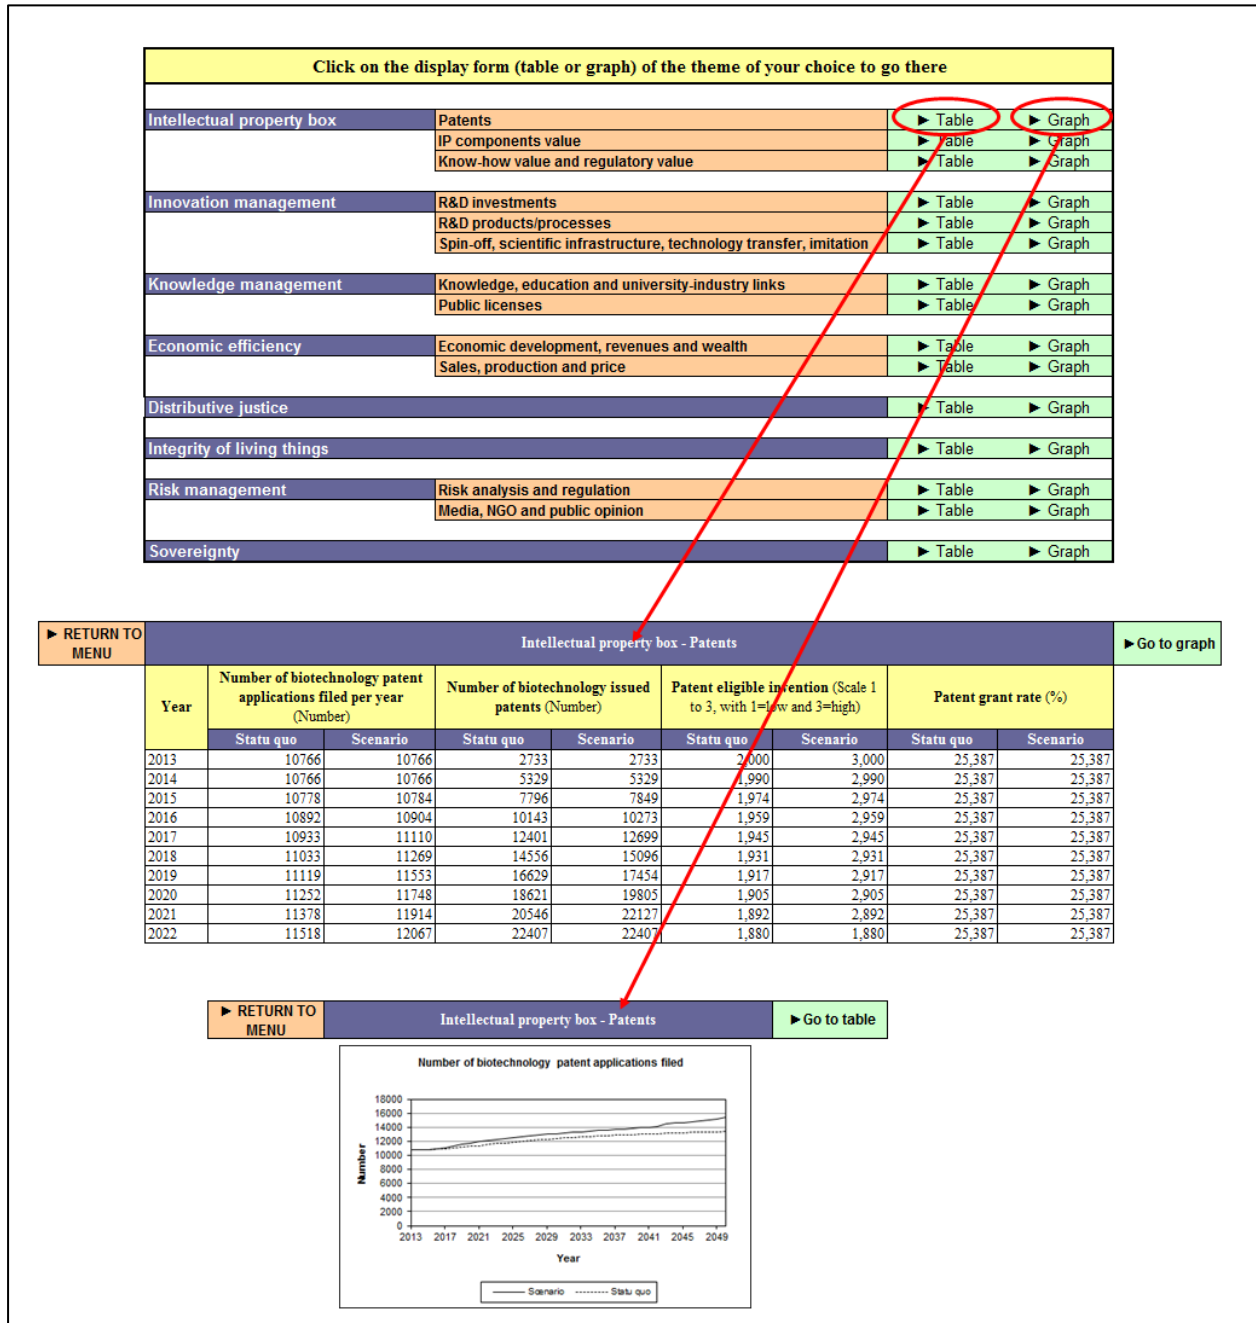 Click on the display form (table or graph) of the theme of your choice to go there
Intellectual property box Patents ► Table ► Graph
IP components value ► Table ► Graph
Know-how value and regulatory value ► Table ► Graph
Innovation management R&D investments ► Table ► Graph
R&D products/processes ► Table ► Graph
Spin-off, scientific infrastructure, technology transfer, imitation ► Table ► Graph
Knowledge management Knowledge, education and university-industry links ► Table ► Graph
Public licenses ► Table ► Graph
Economic efficiency Economic development, revenues and wealth ► Table ► Graph
Sales, production and price ► Table ► Graph
Distributive justice ► Table ► Graph
Integrity of living things ► Table ► Graph
Risk management Risk analysis and regulation ► Table ► Graph
Media, NGO and public opinion ► Table ► Graph
Sovereignty ► Table ► Graph
► RETURN TO
MENU
Intellectual property box - Patents
►Go to graph
Year
Number of biotechnology patent
applications filed per year
(Number)
Number of biotechnology issued
patents (Number)
Patent eligible invention (Scale 1
to 3, with 1=low and 3=high)
Patent grant rate (%)
Statu quo Scenario Statu quo Scenario Statu quo Scenario Statu quo Scenario
2013 10766 10766 2733 2733 2,000 3,000 25,387 25,387
2014 10766 10766 5329 5329 1,990 2,990 25,387 25,387
2015 10778 10784 7796 7849 1,974 2,974 25,387 25,387
2016 10892 10904 10143 10273 1,959 2,959 25,387 25,387
2017 10933 11110 12401 12699 1,945 2,945 25,387 25,387
2018 11033 11269 14556 15096 1,931 2,931 25,387 25,387
2019 11119 11553 16629 17454 1,917 2,917 25,387 25,387
2020 11252 11748 18621 19805 1,905 2,905 25,387 25,387
2021 11378 11914 20546 22127 1,892 2,892 25,387 25,387
2022 11518 12067 22407 22407 1,880 1,880 25,387 25,387
► RETURN TO
MENU
Intellectual property box - Patents
►Go to table
Number of biotechnology patent applications filed
Number
18000
16000
14000
12000
10000
8000
6000
4000
2000
0
2013 2017 2021 2025 2029 2033 2037 2041 2045 2049
Year
Scenario Statu quo